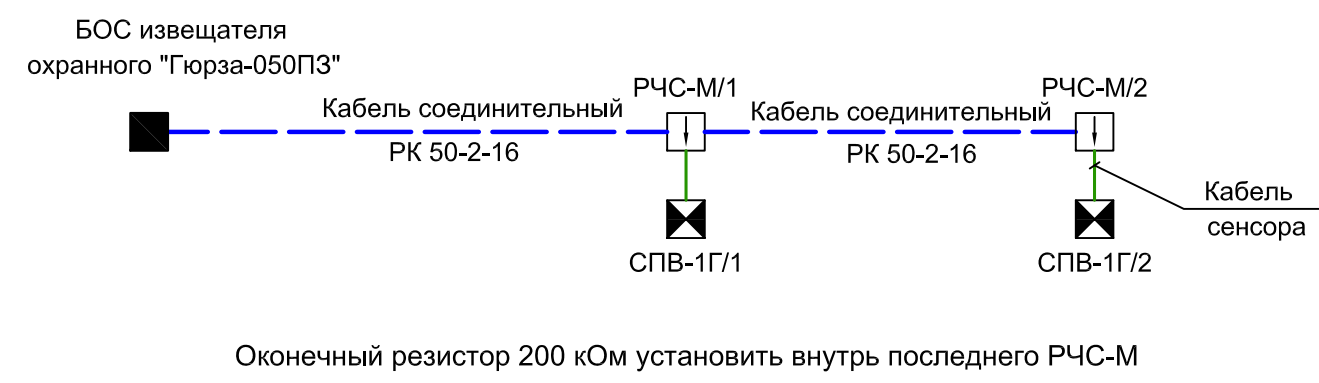 БОС извещателя
охранного "Гюрза-050ПЗ"
РЧС-М/1
РЧС-М/2
Кабель соединительный
Кабель соединительный
РК 50-2-16
РК 50-2-16
Кабель
сенсора
СПВ-1Г/1
СПВ-1Г/2
Оконечный резистор 200 кОм установить внутрь последнего РЧС-М